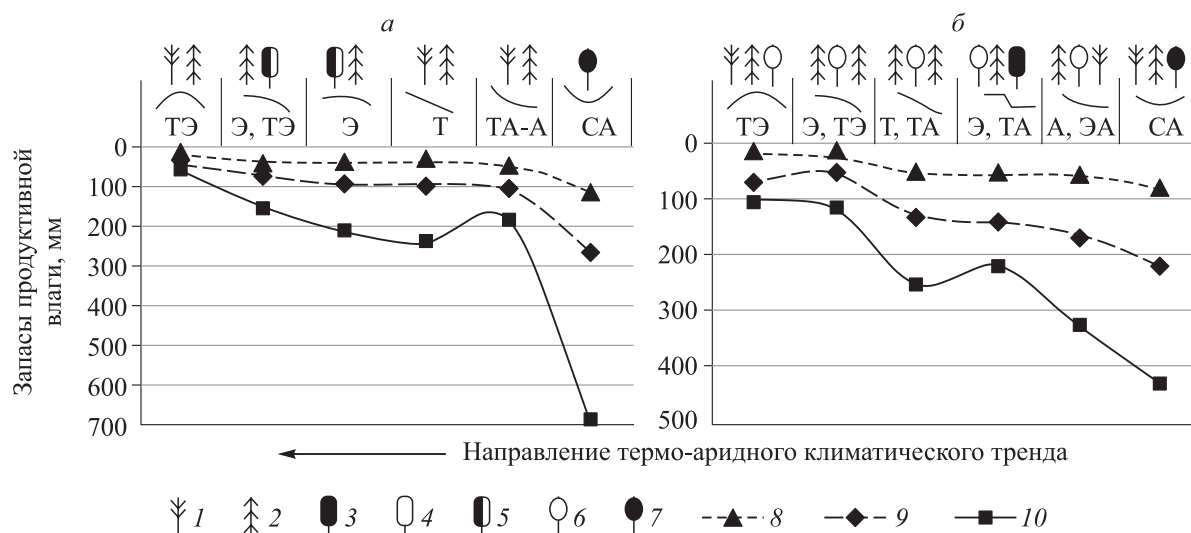 а
б
ТЭ Э, ТЭ Э Т ТА-А СА
ТЭ Э, ТЭ Т, ТА Э, ТА А, ЭА СА
Запасы продуктивной
влаги, мм
0
100
200
300
400
500
600
700
0
100
200
300
400
500
Направление термо-аридного климатического тренда
1 2 3 4 5 6 7 8 9 10